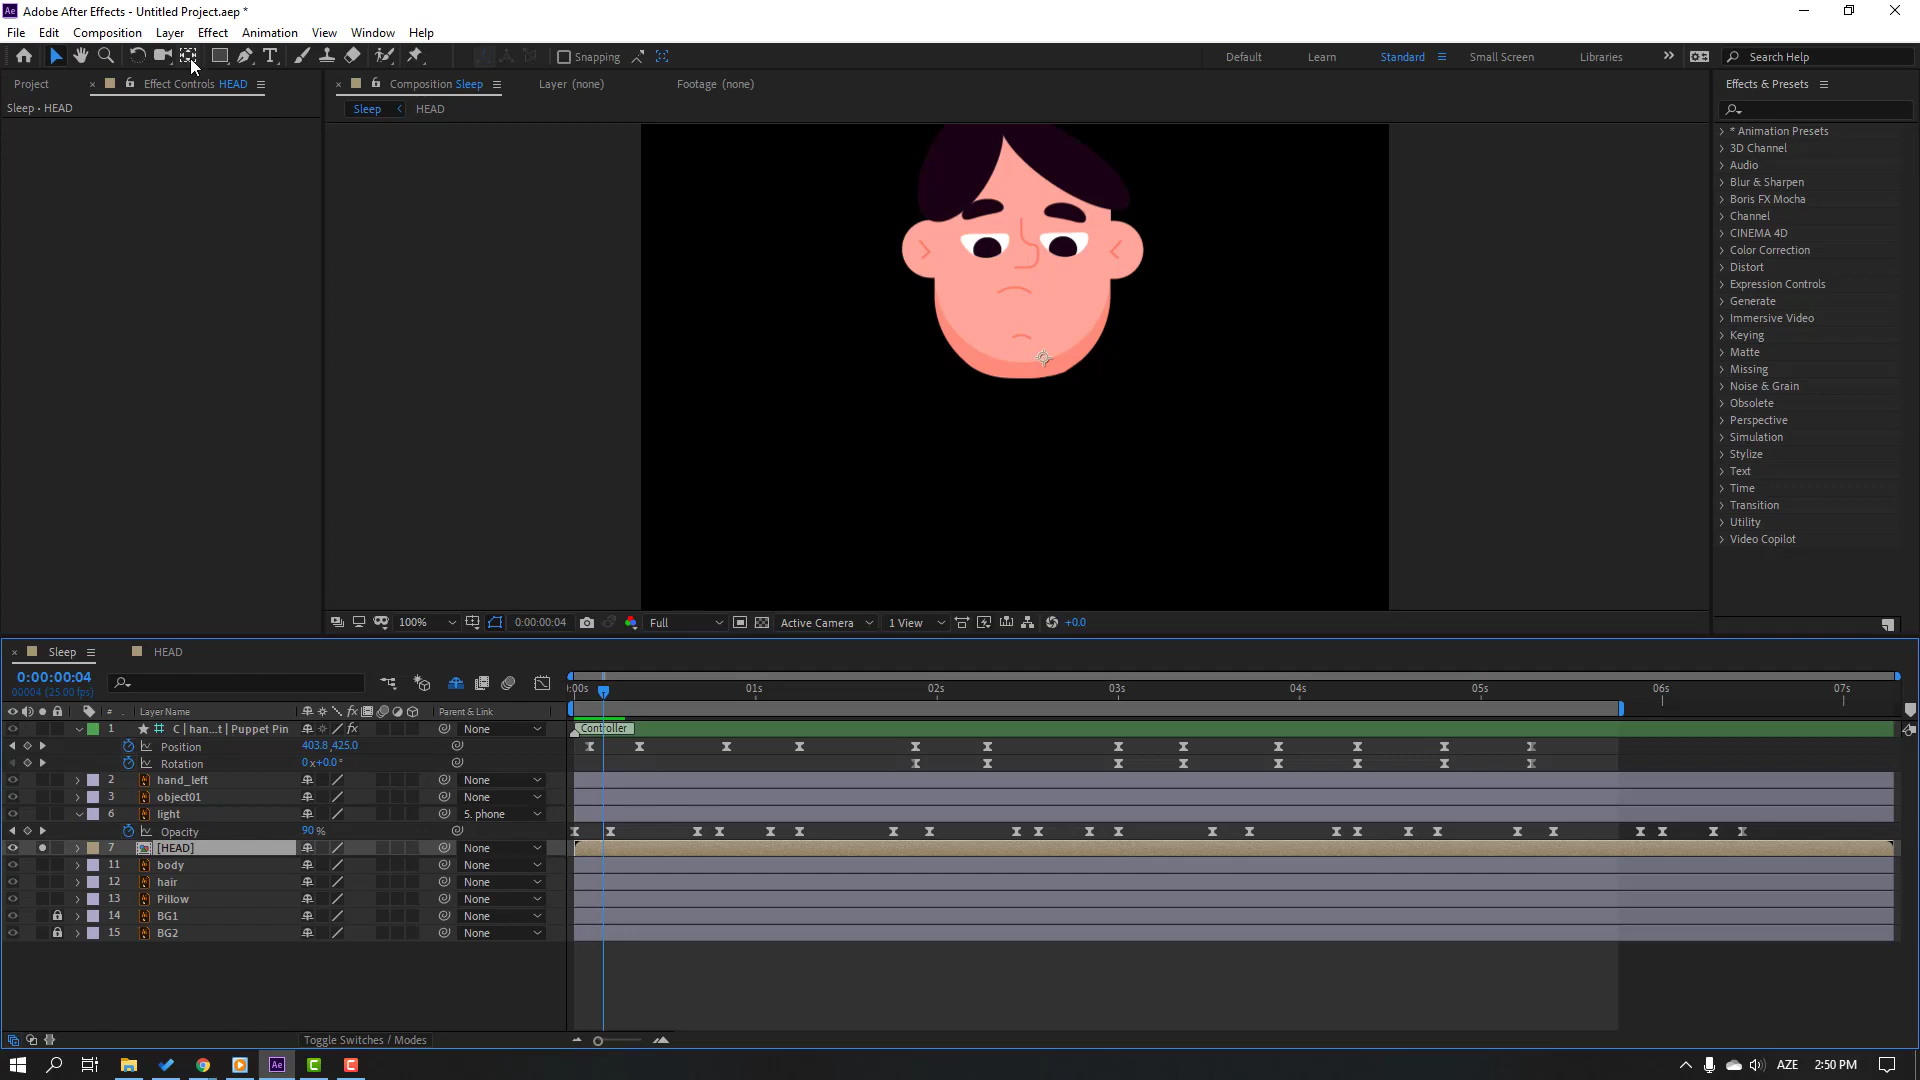 Adobe After Effects - Untitled Project.aep *
File Edit Composition Layer Effect Animation View Window Help
Snapping Default Learn Standard Small Screen Libraries Search Help
Project Effect Controls HEAD Composition Sleep Layer (none) Footage (none) Effects & Presets
Sleep • HEAD
Sleep HEAD
* Animation Presets
3D Channel
Audio
Blur & Sharpen
Boris FX Mocha
Channel
CINEMA 4D
Color Correction
Distort
Expression Controls
Generate
Immersive Video
Keying
Matte
Missing
Noise & Grain
Obsolete
Perspective
Simulation
Stylize
Text
Time
Transition
Utility
Video Copilot
100% 0:00:00:04 Full Active Camera 1 View +0.0
Sleep HEAD
0:00:00:04
00004 (25.00 fps)
:00s 01s 02s 03s 04s 05s 06s 07s
# Layer Name Parent & Link
1 C | han...t | Puppet Pin None Controller
Position 403.8,425.0
Rotation 0x+0.0°
2 hand_left None
3 object01 None
6 light 5. phone
Opacity 90%
7 [HEAD] None
11 body None
12 hair None
13 Pillow None
14 BG1 None
15 BG2 None
Toggle Switches / Modes
AZE 2:50 PM